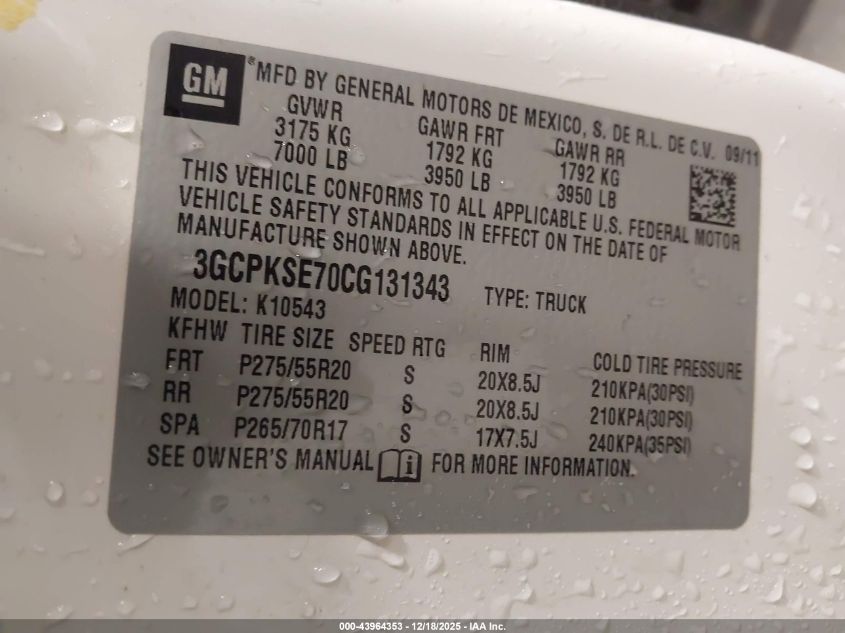 GM
®MFD BY GENERAL MOTORS DE MEXICO, S. DE R.L. DE C.V. 09/11
GVWR GAWR FRT GAWR RR
3175 KG 1792 KG 1792 KG
7000 LB 3950 LB 3950 LB
THIS VEHICLE CONFORMS TO ALL APPLICABLE U.S. FEDERAL MOTOR
VEHICLE SAFETY STANDARDS IN EFFECT ON THE DATE OF
MANUFACTURE SHOWN ABOVE.
3GCPKSE70CG131343 TYPE: TRUCK
MODEL: K10543
KFHW TIRE SIZE SPEED RTG RIM COLD TIRE PRESSURE
FRT P275/55R20 S 20X8.5J 210KPA(30PSI)
RR P275/55R20 S 20X8.5J 210KPA(30PSI)
SPA P265/70R17 S 17X7.5J 240KPA(35PSI)
SEE OWNER'S MANUAL i FOR MORE INFORMATION.
000-43964353 - 12/18/2025 - IAA Inc.